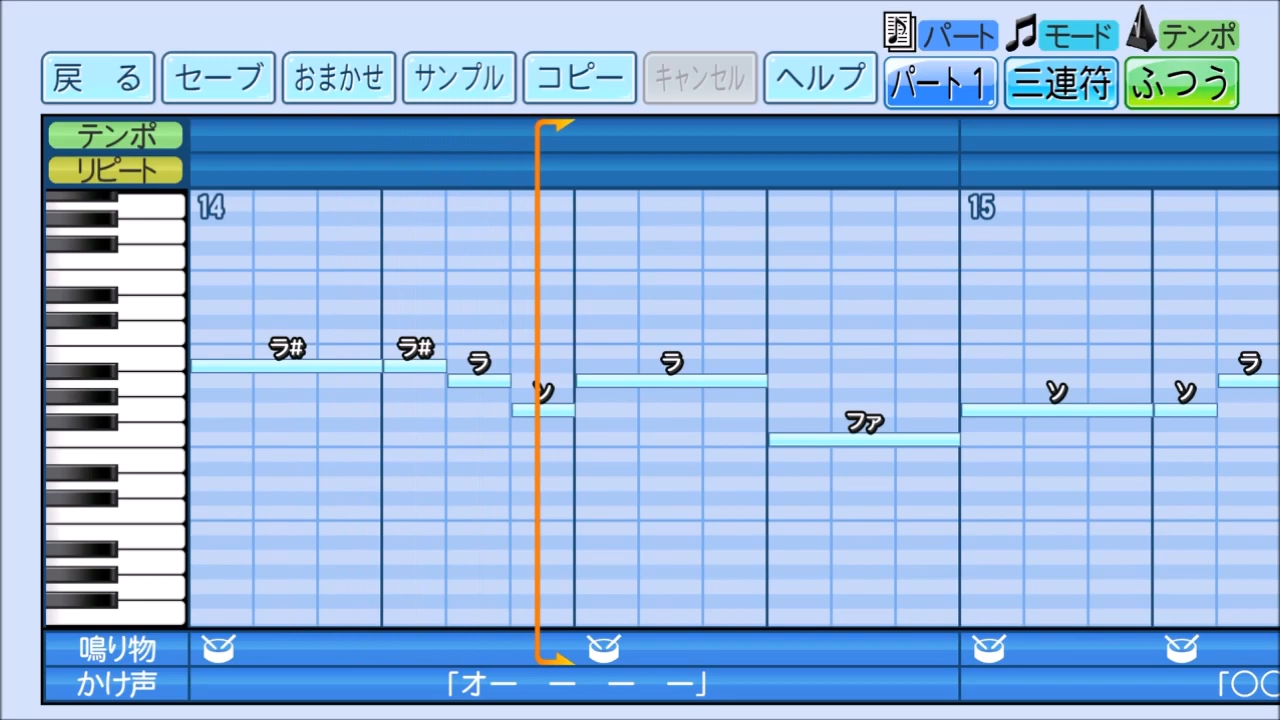 パート モード テンポ
戻る セーブ おまかせ サンプル コピー キャンセル ヘルプ パート1 三連符 ふつう
テンポ
リピート
14 15
ラ# ラ# ラ ソ ラ ファ ソ ソ ラ
鳴り物
かけ声 「オー ー ー ー」 「〇〇